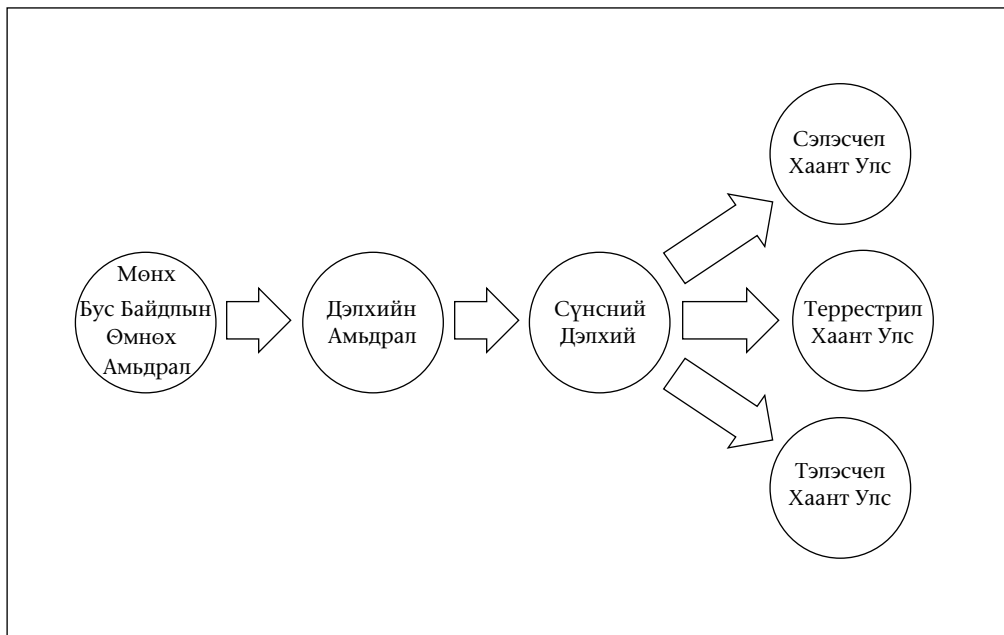 Мөнх
Бус Байдлын
Өмнөх
Амьдрал
Дэлхийн
Амьдрал
Сүнсний
Дэлхий
Сэлэсчел
Хаант Улс
Террестрил
Хаант Улс
Тэлэсчел
Хаант Улс